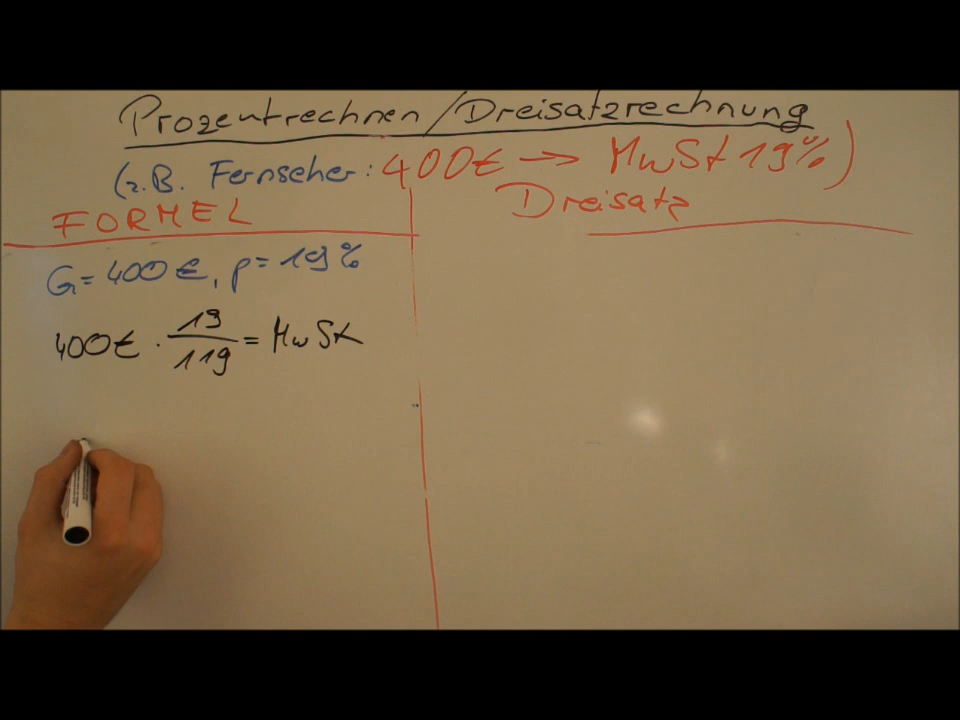 Prozentrechnen/Dreisatzrechnung
(z.B. Fernseher: 400€ → MwSt 19%)
FORMEL
Dreisatz
G=400€, p=19%
400€ · 19/119 = MwSt